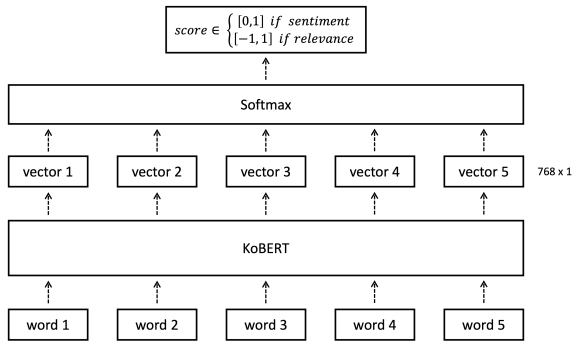 score ∈ { [0,1] if sentiment
[−1, 1] if relevance
Softmax
vector 1 vector 2 vector 3 vector 4 vector 5 768 x 1
KoBERT
word 1 word 2 word 3 word 4 word 5